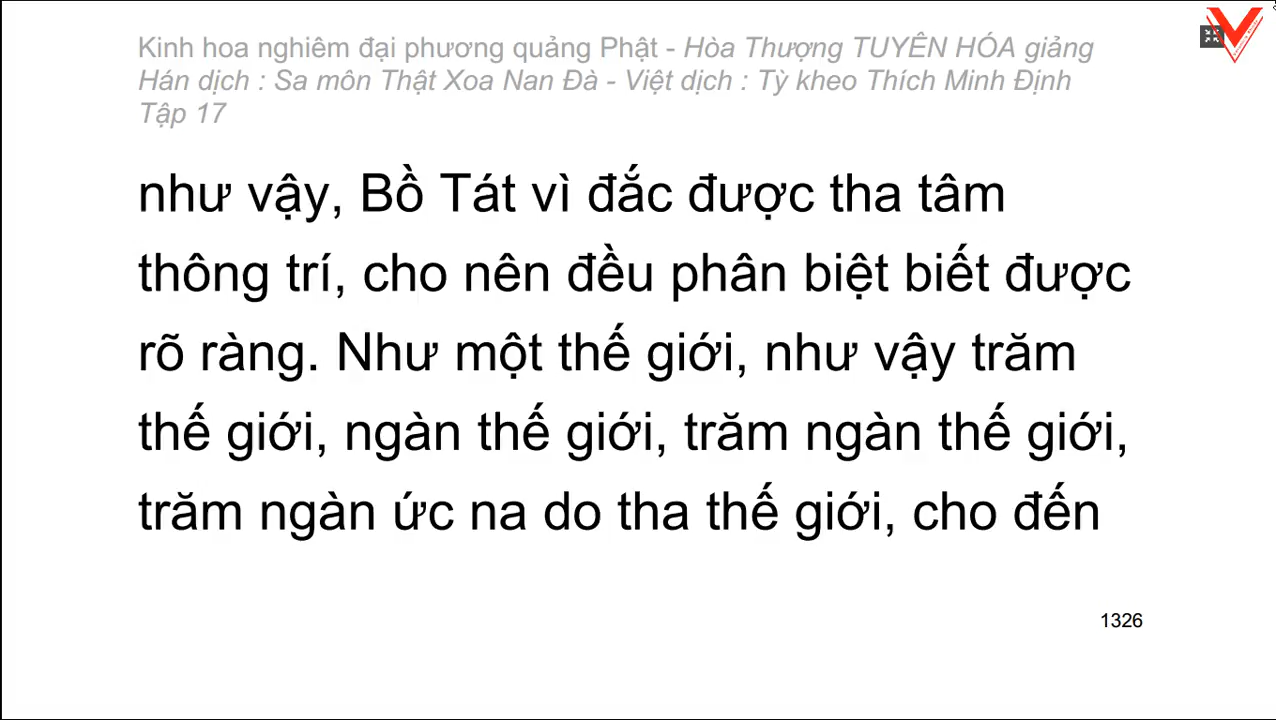 Kinh hoa nghiêm đại phương quảng Phật - Hòa Thượng TUYÊN HÓA giảng
Hán dịch : Sa môn Thật Xoa Nan Đà - Việt dịch : Tỳ kheo Thích Minh Định
Tập 17
như vậy, Bồ Tát vì đắc được tha tâm
thông trí, cho nên đều phân biệt biết được
rõ ràng. Như một thế giới, như vậy trăm
thế giới, ngàn thế giới, trăm ngàn thế giới,
trăm ngàn ức na do tha thế giới, cho đến
1326